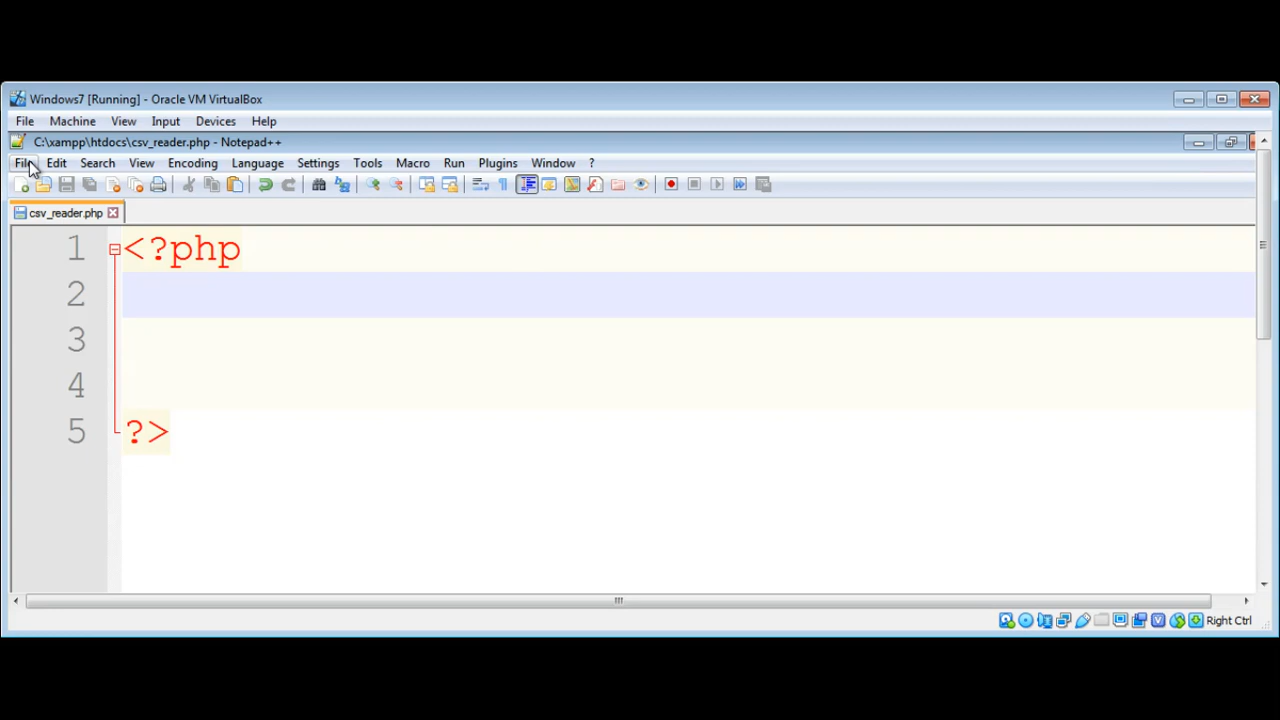 Windows7 [Running] - Oracle VM VirtualBox
File Machine View Input Devices Help
C:\xampp\htdocs\csv_reader.php - Notepad++
File Edit Search View Encoding Language Settings Tools Macro Run Plugins Window ?
csv_reader.php
1 <?php
2
3
4
5 ?>
Right Ctrl